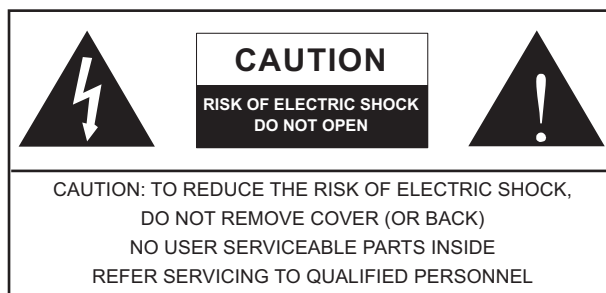 CAUTION
RISK OF ELECTRIC SHOCK
DO NOT OPEN
CAUTION: TO REDUCE THE RISK OF ELECTRIC SHOCK,
DO NOT REMOVE COVER (OR BACK)
NO USER SERVICEABLE PARTS INSIDE
REFER SERVICING TO QUALIFIED PERSONNEL